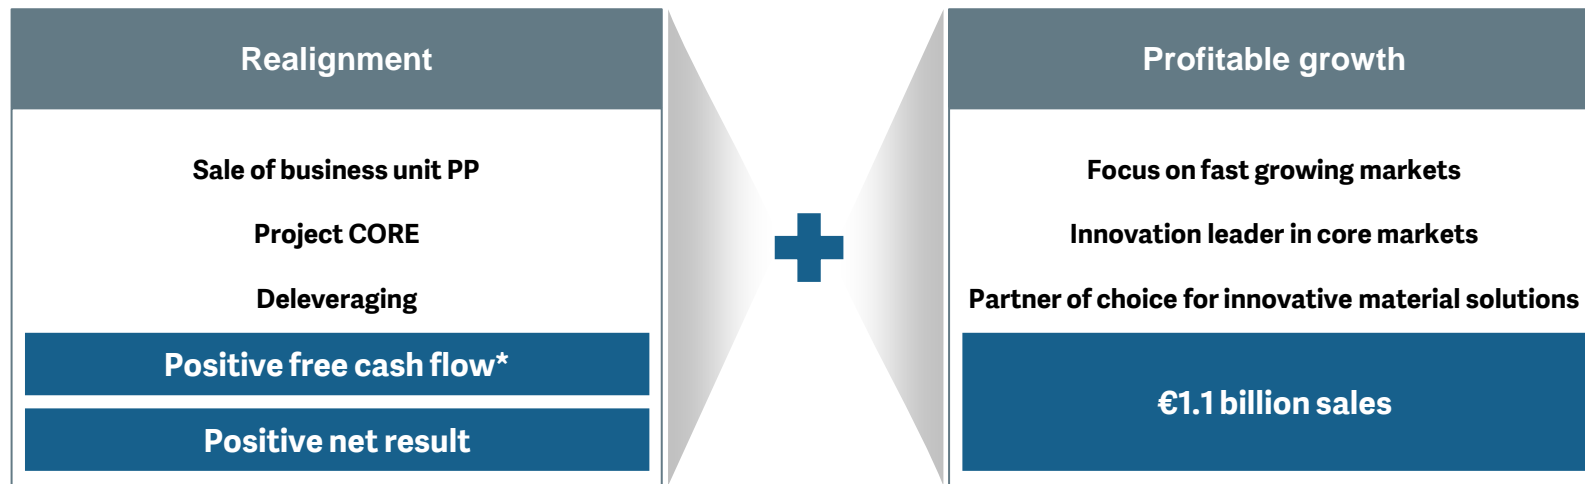 Realignment
Sale of business unit PP
Project CORE
Deleveraging
Positive free cash flow*
Positive net result
Profitable growth
Focus on fast growing markets
Innovation leader in core markets
Partner of choice for innovative material solutions
€1.1 billion sales